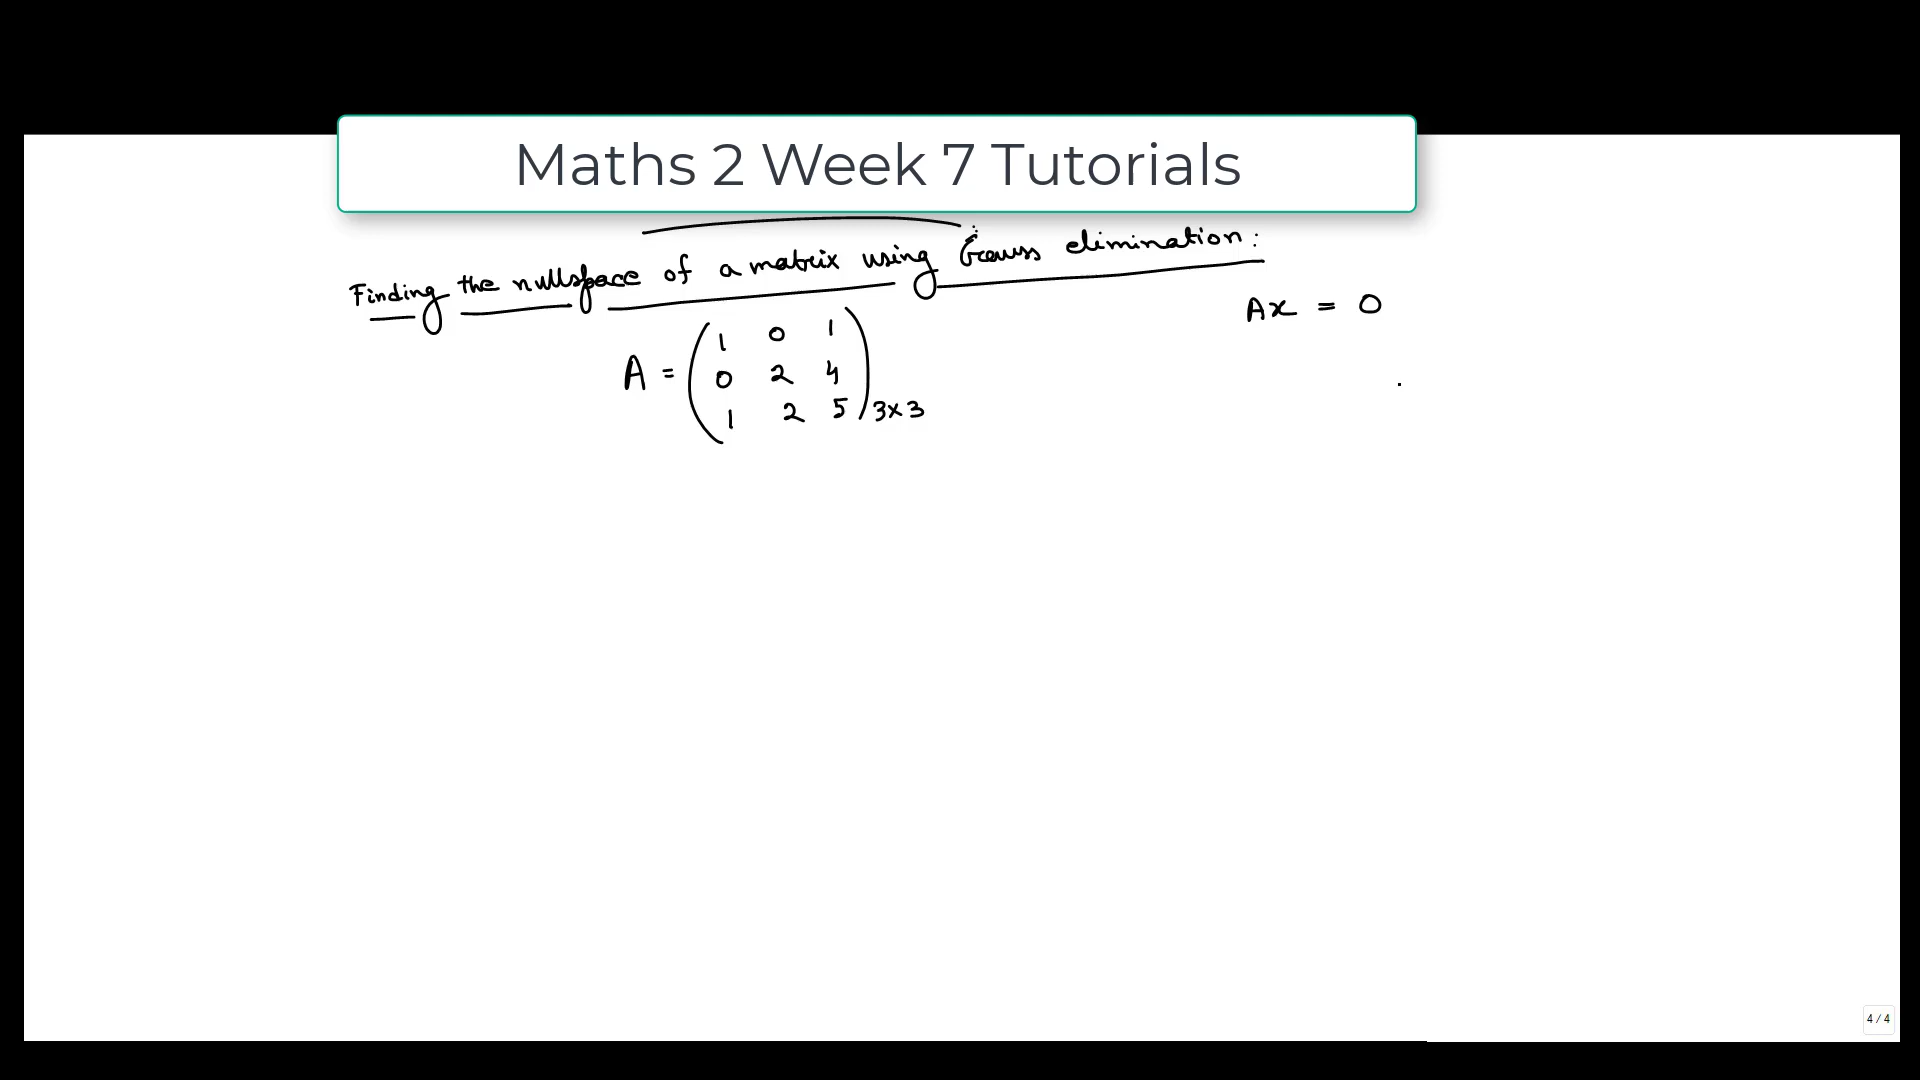 Maths 2 Week 7 Tutorials
Finding the nullspace of a matrix using Gauss elimination:
Ax = 0
A = ( 1 0 1
0 2 4
1 2 5 ) 3x3
4 / 4